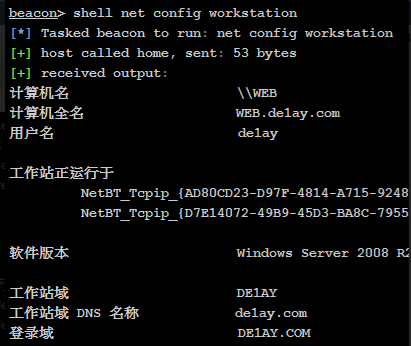 beacon> shell net config workstation
[*] Tasked beacon to run: net config workstation
[+] host called home, sent: 53 bytes
[+] received output:
计算机名 \\WEB
计算机全名 WEB.de1ay.com
用户名 de1ay
工作站正运行于
NetBT_Tcpip_{AD80CD23-D97F-4814-A715-9248
NetBT_Tcpip_{D7E14072-49B9-45D3-BA8C-7955
软件版本 Windows Server 2008 R2
工作站域 DE1AY
工作站域 DNS 名称 de1ay.com
登录域 DE1AY.COM